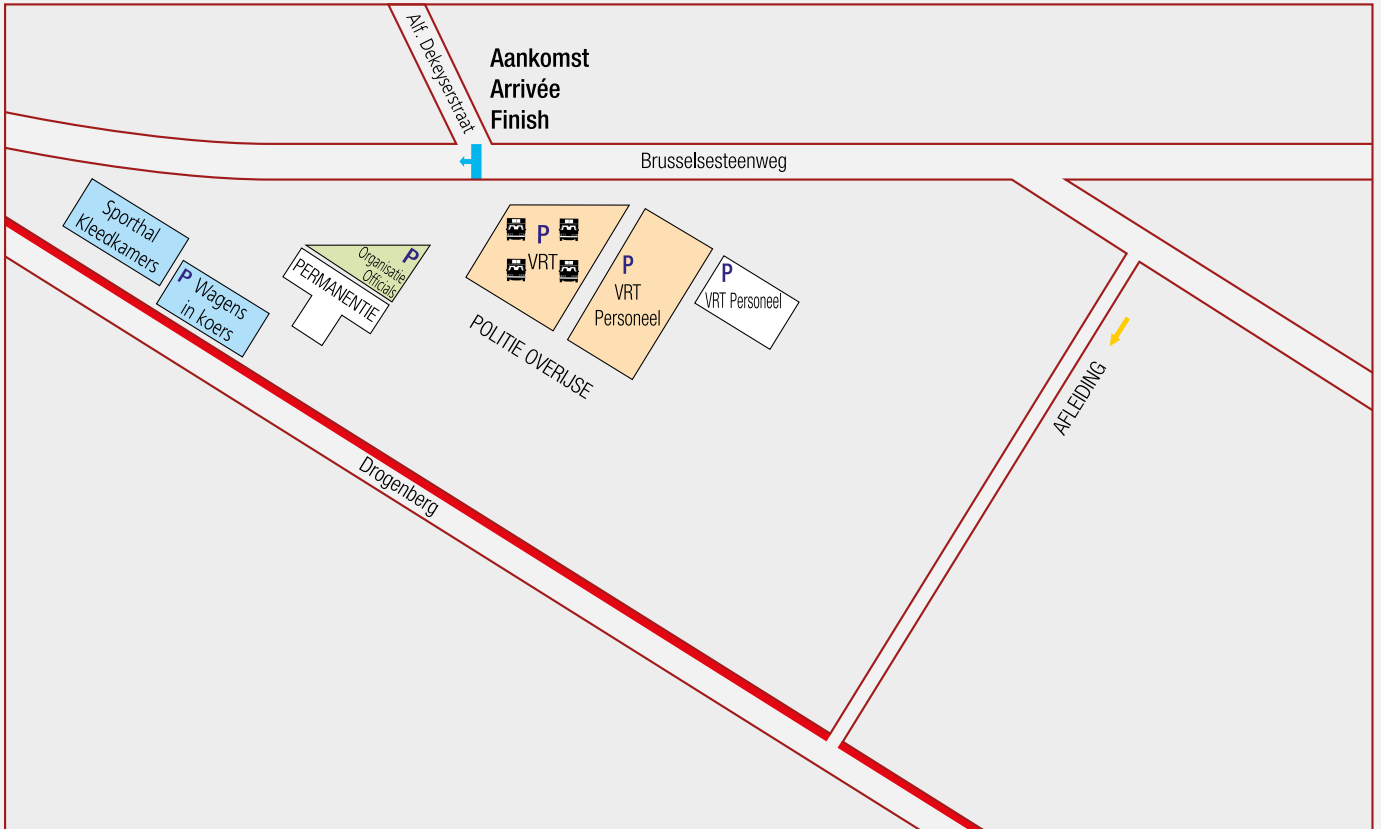 Alf. Dekeyserstraat
Aankomst
Arrivée
Finish
Brusselsesteenweg
Sporthal
Kleedkamers
P Wagens
in koers
P
Organisatie
Officials
PERMANENTIE
P
VRT
P
VRT
Personeel
P
VRT Personeel
POLITIE OVERIJSE
AFLEIDING
Drogenberg